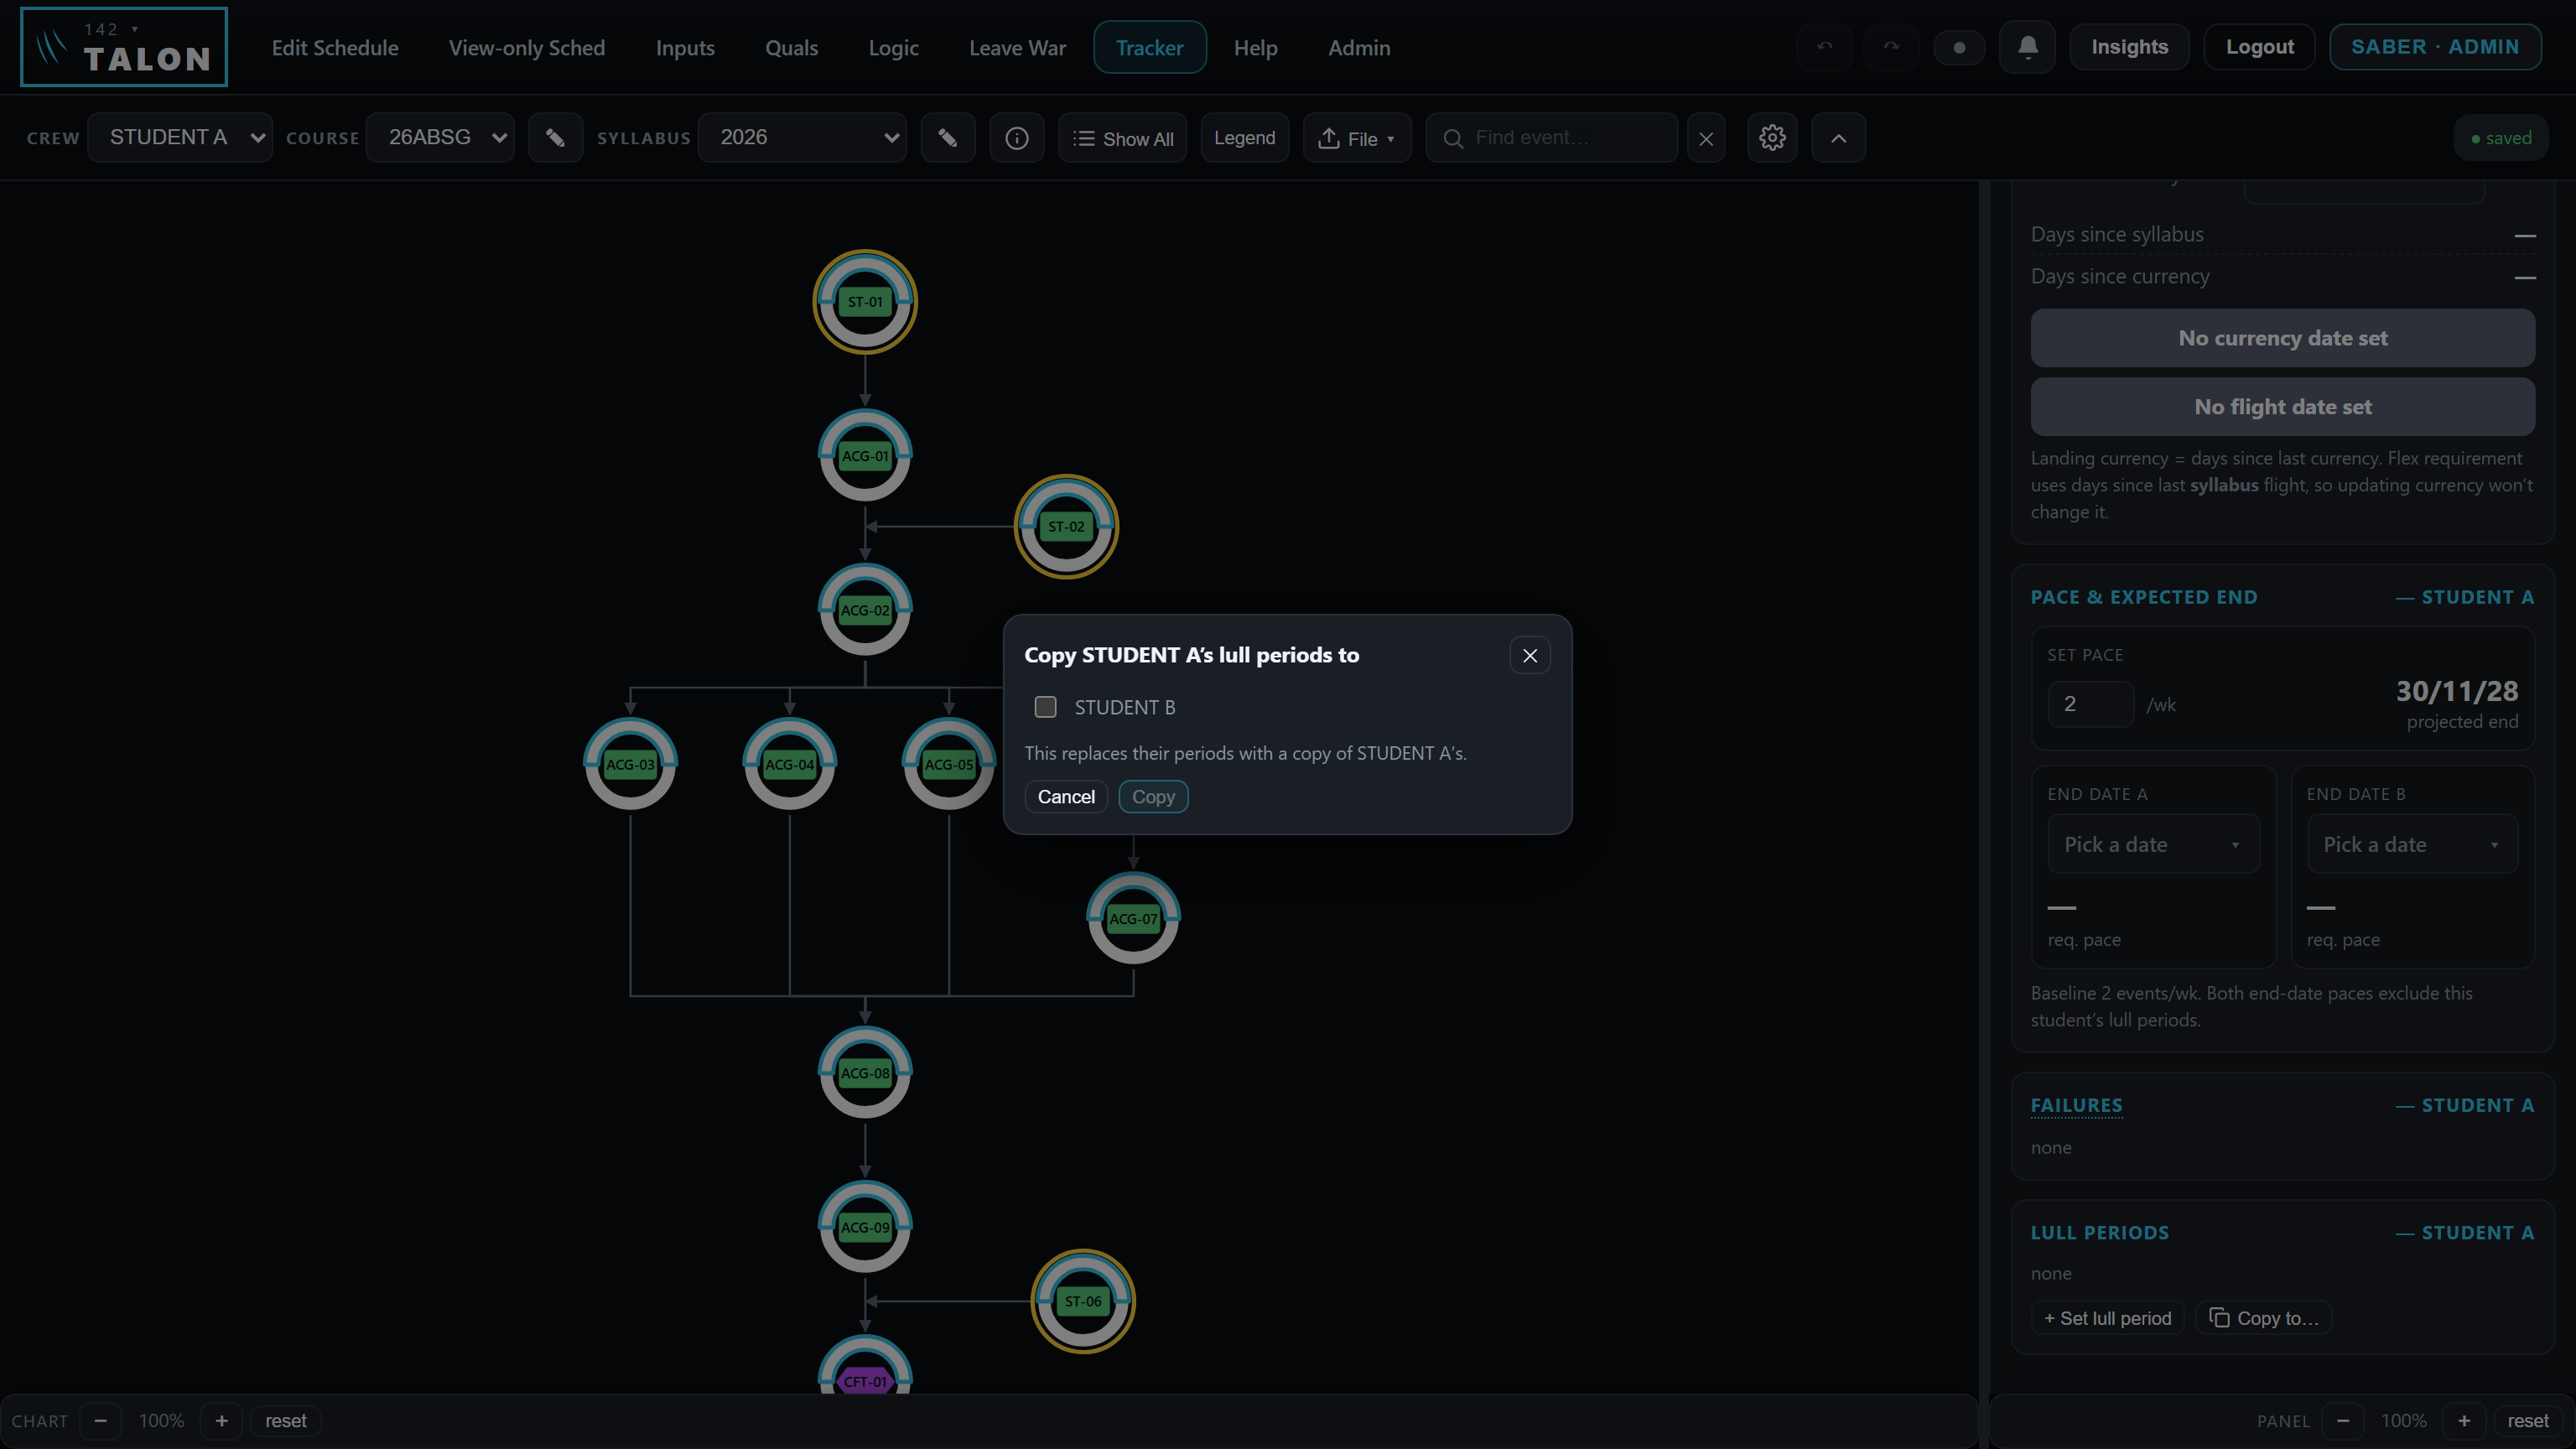 142 ▾
TALON
Edit Schedule
View-only Sched
Inputs
Quals
Logic
Leave War
Tracker
Help
Admin
Insights
Logout
SABER · ADMIN
CREW
STUDENT A
COURSE
26ABSG
SYLLABUS
2026
Show All
Legend
File ▾
Find event…
saved
ST-01
ACG-01
ST-02
ACG-02
ACG-03
ACG-04
ACG-05
ACG-07
ACG-08
ACG-09
ST-06
CFT-01
Copy STUDENT A’s lull periods to
STUDENT B
This replaces their periods with a copy of STUDENT A’s.
Cancel
Copy
Days since syllabus —
Days since currency —
No currency date set
No flight date set
Landing currency = days since last currency. Flex requirement
uses days since last syllabus flight, so updating currency won’t
change it.
PACE & EXPECTED END — STUDENT A
SET PACE
2 /wk
30/11/28
projected end
END DATE A
Pick a date ▾
—
req. pace
END DATE B
Pick a date ▾
—
req. pace
Baseline 2 events/wk. Both end-date paces exclude this
student’s lull periods.
FAILURES — STUDENT A
none
LULL PERIODS — STUDENT A
none
+ Set lull period
Copy to…
CHART − 100% + reset
PANEL − 100% + reset